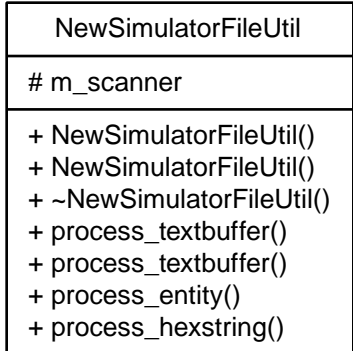 NewSimulatorFileUtil
# m_scanner
+ NewSimulatorFileUtil()
+ NewSimulatorFileUtil()
+ ~NewSimulatorFileUtil()
+ process_textbuffer()
+ process_textbuffer()
+ process_entity()
+ process_hexstring()